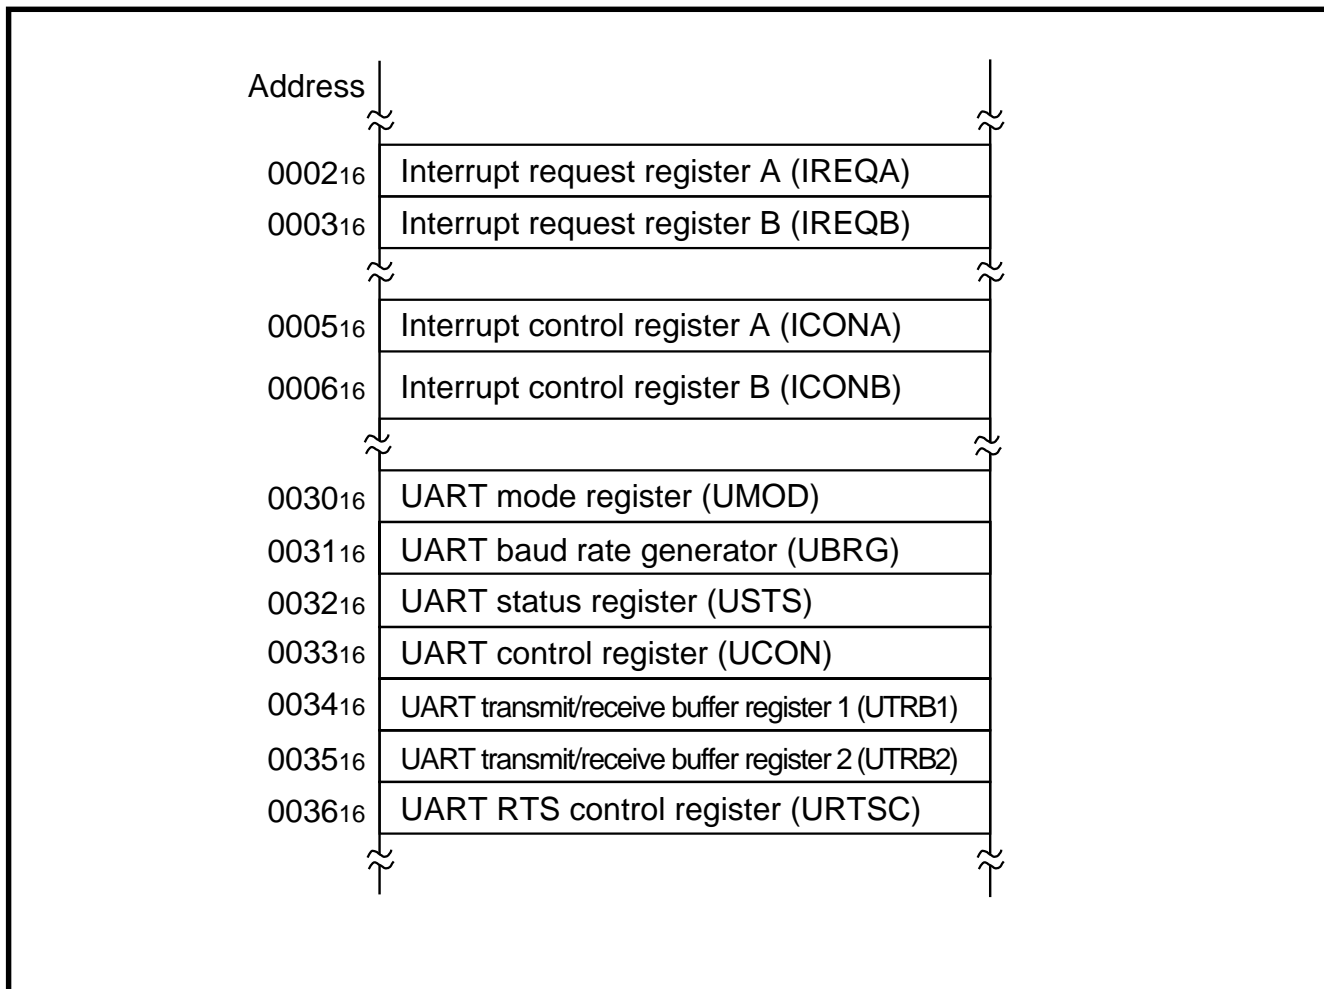 Address
0002₁₆ Interrupt request register A (IREQA)
0003₁₆ Interrupt request register B (IREQB)
0005₁₆ Interrupt control register A (ICONA)
0006₁₆ Interrupt control register B (ICONB)
0030₁₆ UART mode register (UMOD)
0031₁₆ UART baud rate generator (UBRG)
0032₁₆ UART status register (USTS)
0033₁₆ UART control register (UCON)
0034₁₆ UART transmit/receive buffer register 1 (UTRB1)
0035₁₆ UART transmit/receive buffer register 2 (UTRB2)
0036₁₆ UART RTS control register (URTSC)